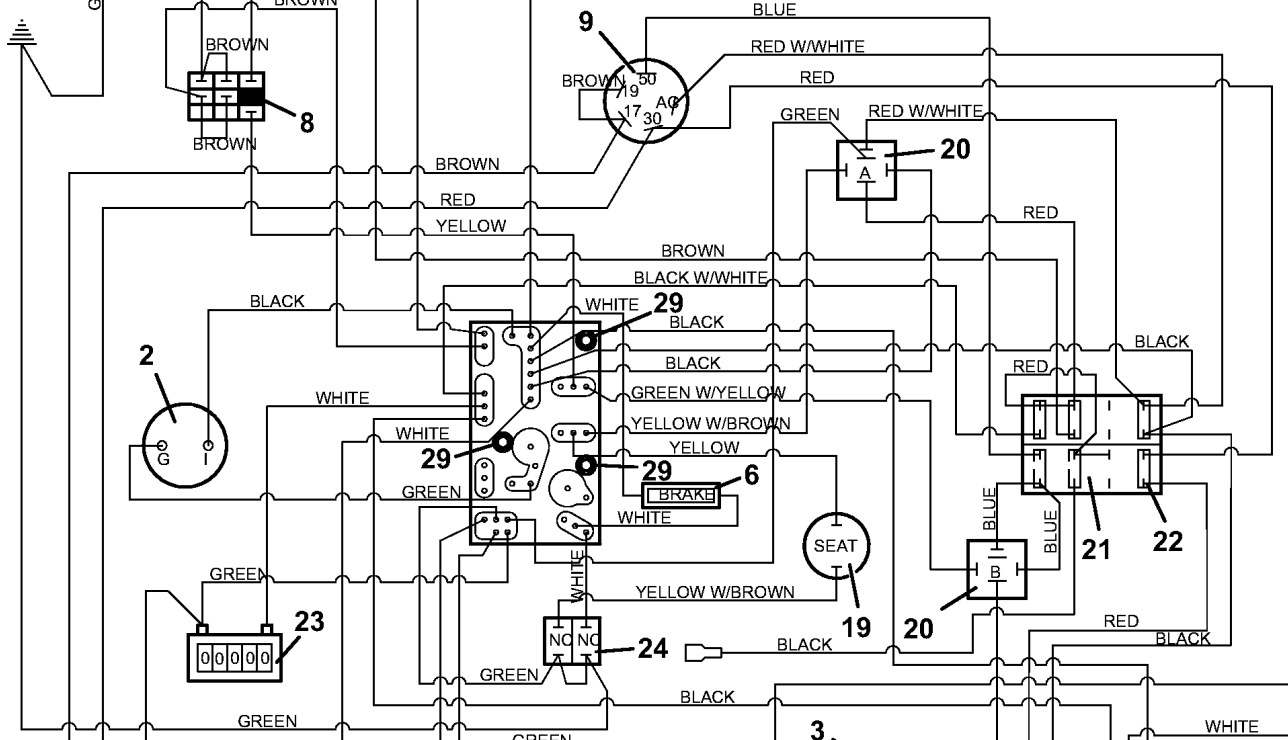 G
BROWN
BROWN
8
BROWN
9
BLUE
RED W/WHITE
RED
BROWN
50
19
17
AC
30
GREEN
RED W/WHITE
20
A
BROWN
RED
YELLOW
RED
BROWN
BLACK W/WHITE
BLACK
WHITE
29
BLACK
BLACK
BLACK
RED
2
WHITE
GREEN W/YELLOW
YELLOW W/BROWN
YELLOW
WHITE
29
29
G
I
GREEN
6
BRAKE
WHITE
SEAT
19
BLUE
BLUE
21
22
B
20
WHITE
GREEN
YELLOW W/BROWN
23
00000
NO
NO
24
GREEN
BLACK
RED
BLACK
BLACK
GREEN
GREEN
3
WHITE